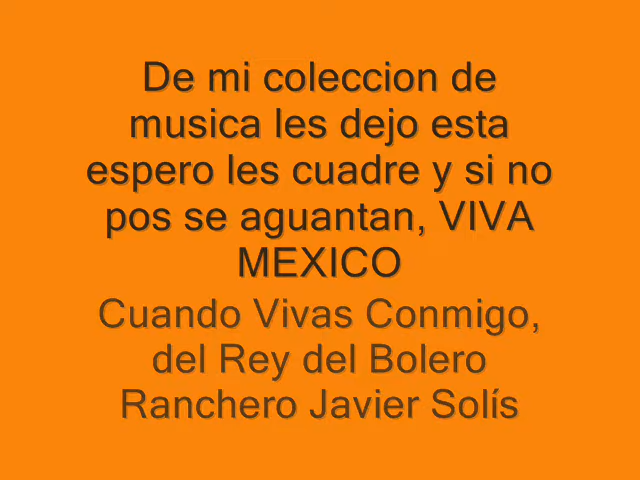 De mi coleccion de
musica les dejo esta
espero les cuadre y si no
pos se aguantan, VIVA
MEXICO
Cuando Vivas Conmigo,
del Rey del Bolero
Ranchero Javier Solís